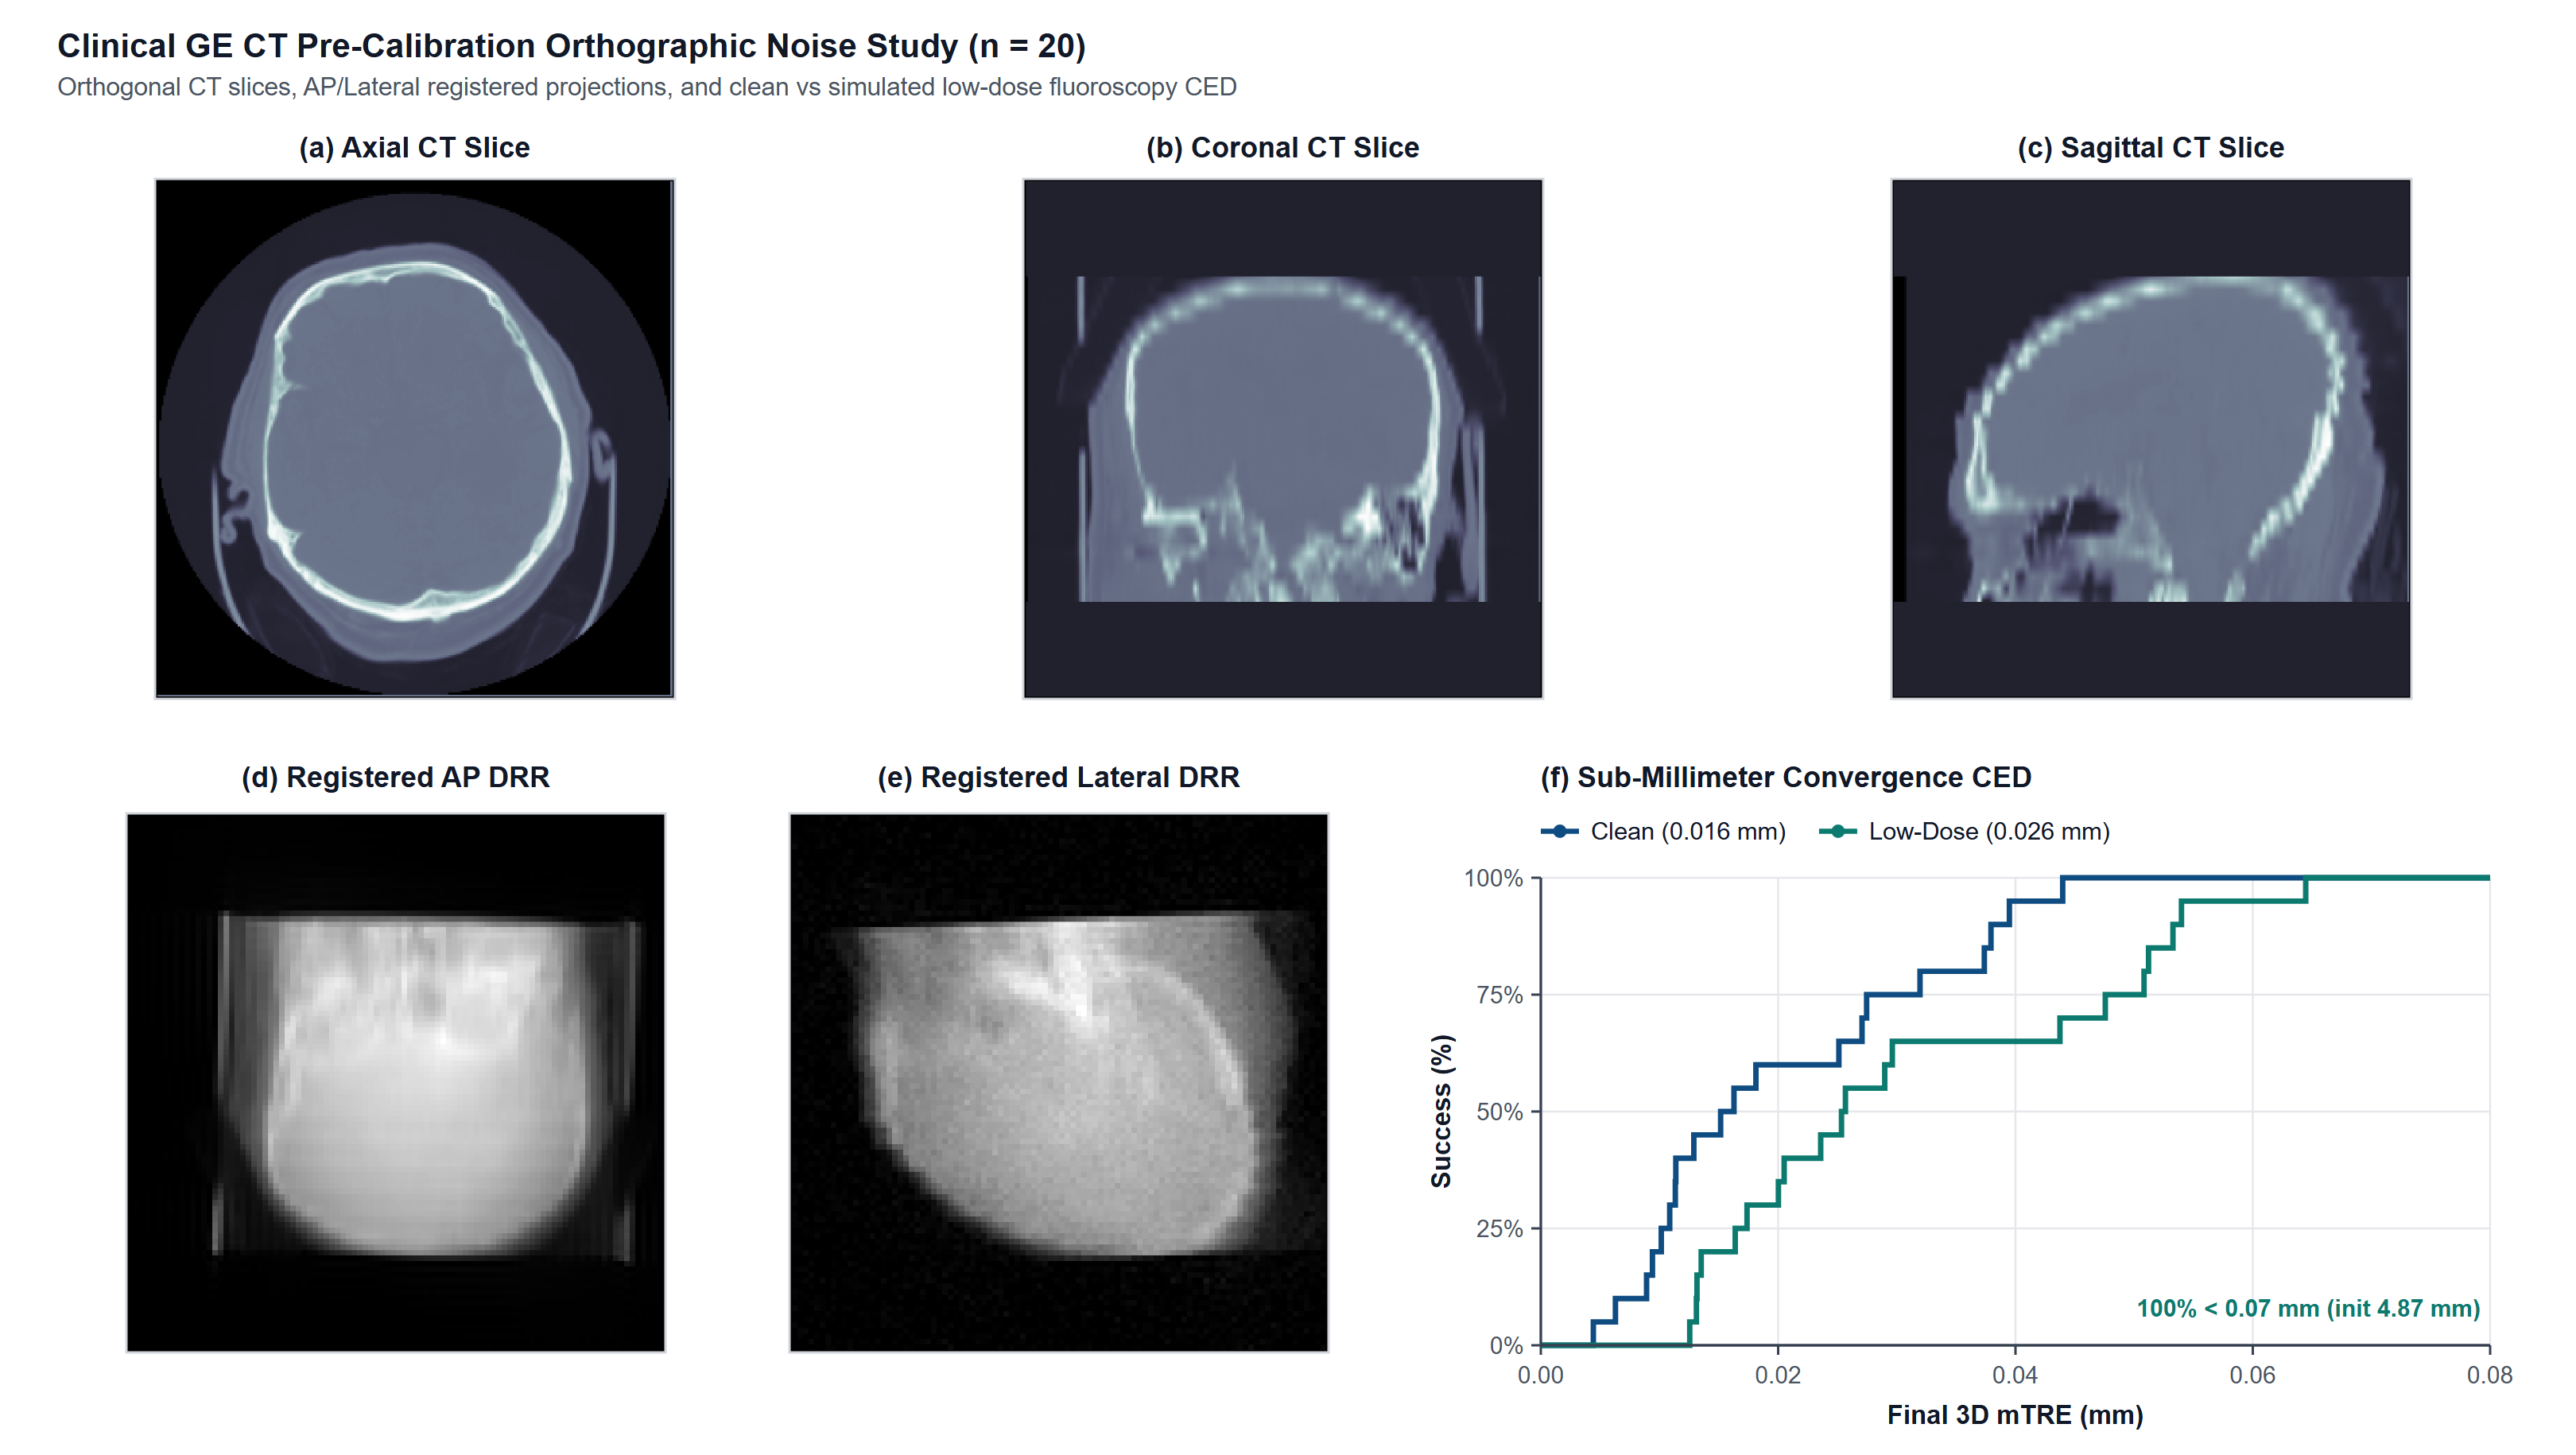 Clinical GE CT Pre-Calibration Orthographic Noise Study (n = 20)
Orthogonal CT slices, AP/Lateral registered projections, and clean vs simulated low-dose fluoroscopy CED
(a) Axial CT Slice
(b) Coronal CT Slice
(c) Sagittal CT Slice
(d) Registered AP DRR
(e) Registered Lateral DRR
(f) Sub-Millimeter Convergence CED
Clean (0.016 mm)
Low-Dose (0.026 mm)
100%
75%
50%
25%
0%
Success (%)
100% < 0.07 mm (init 4.87 mm)
0.00
0.02
0.04
0.06
0.08
Final 3D mTRE (mm)